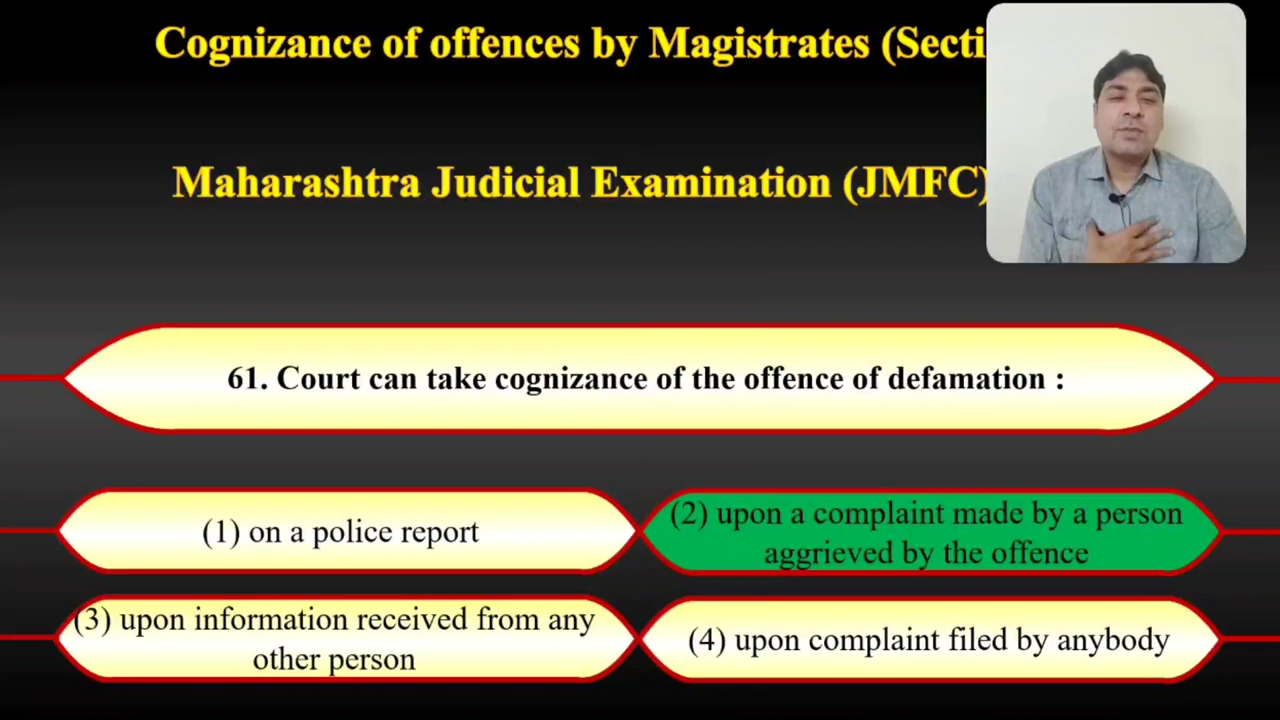 Cognizance of offences by Magistrates
Maharashtra Judicial Examination (JMFC)
61. Court can take cognizance of the offence of defamation :
(1) on a police report
(2) upon a complaint made by a person
aggrieved by the offence
(3) upon information received from any
other person
(4) upon complaint filed by anybody